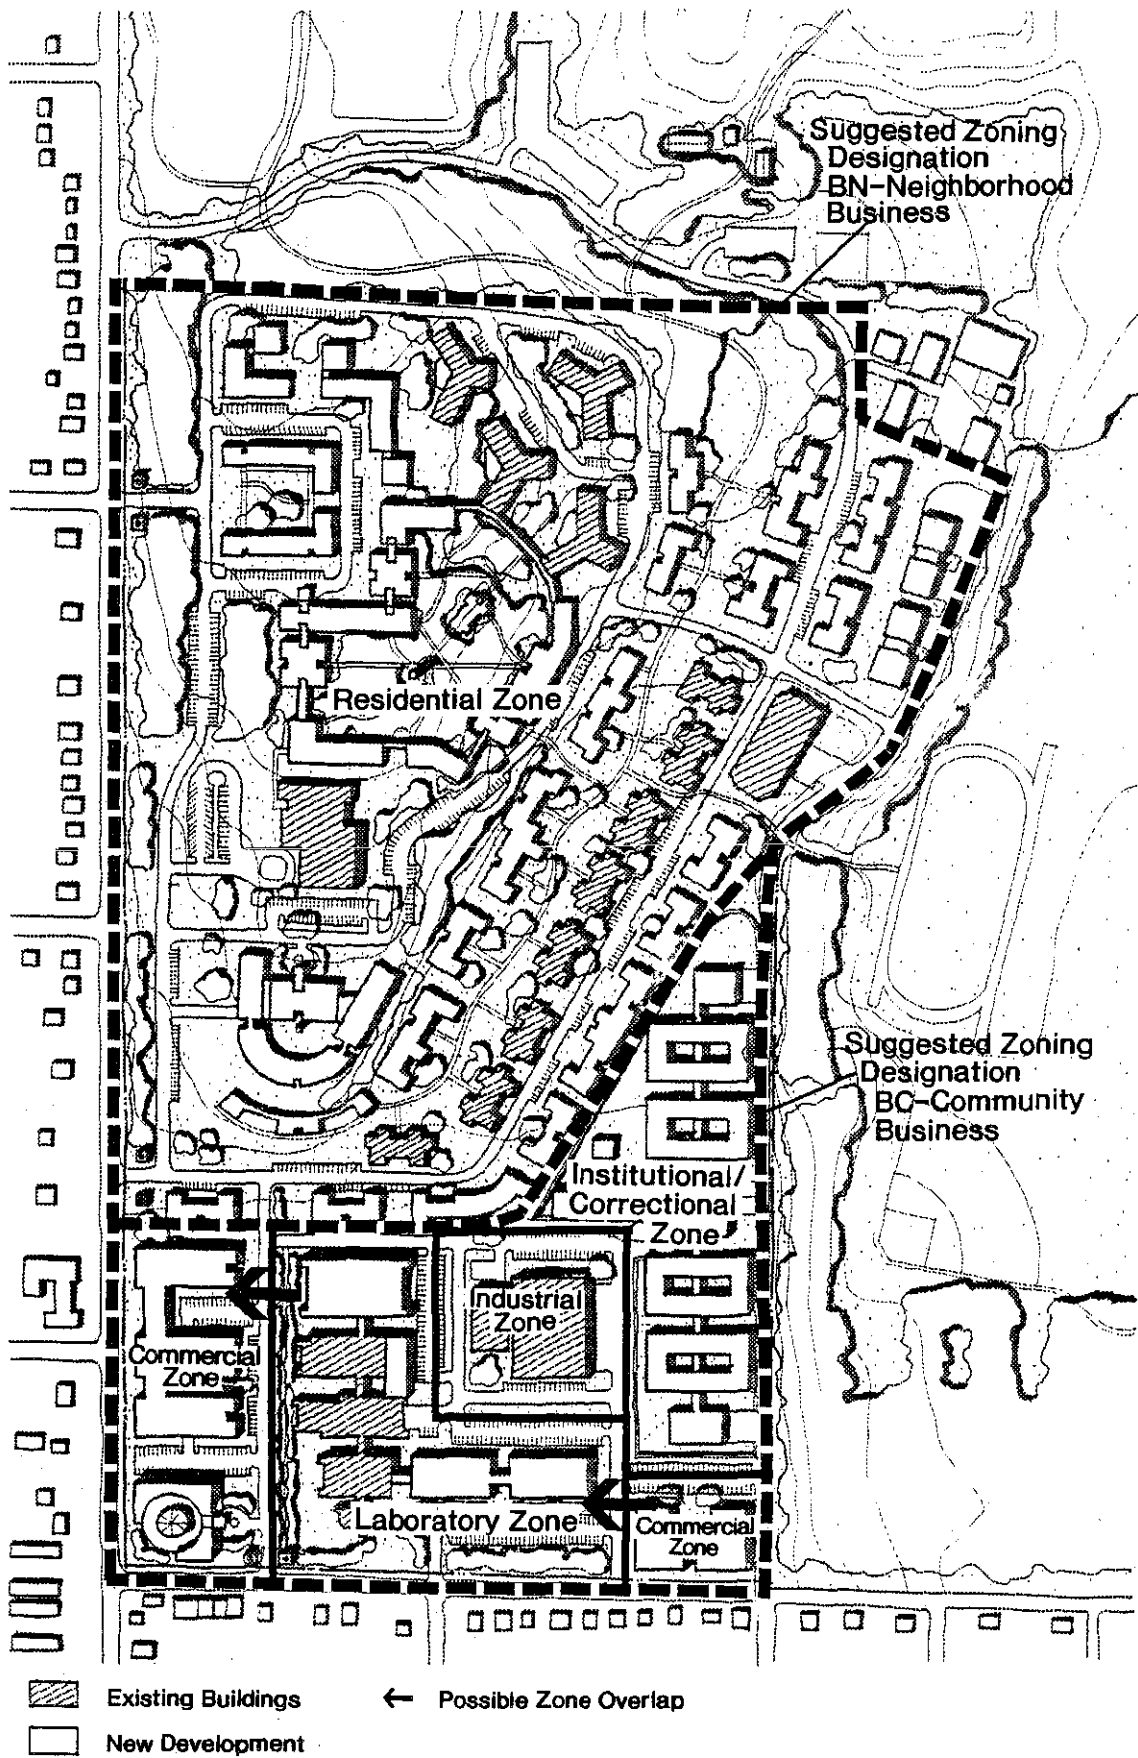 Suggested Zoning
Designation
BN-Neighborhood
Business
Residential Zone
Suggested Zoning
Designation
BC-Community
Business
Institutional/
Correctional
Zone
Industrial
Zone
Commercial
Zone
Laboratory Zone
Commercial
Zone
Existing Buildings
Possible Zone Overlap
New Development